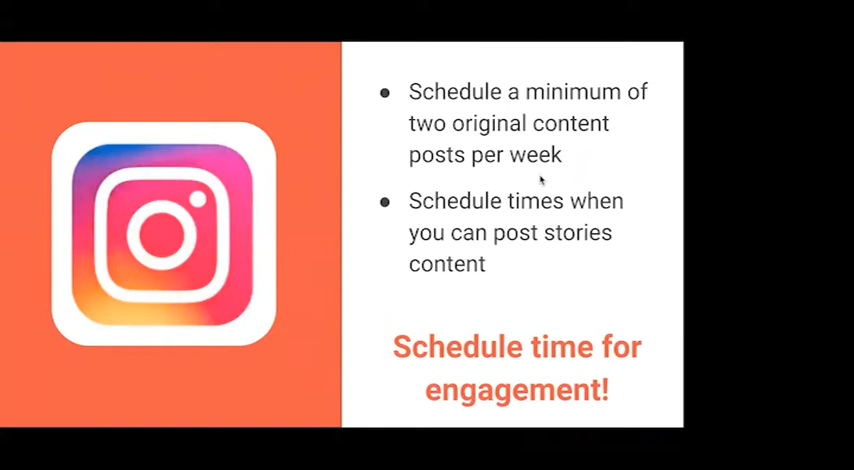 Schedule a minimum of
two original content
posts per week
Schedule times when
you can post stories
content
Schedule time for
engagement!